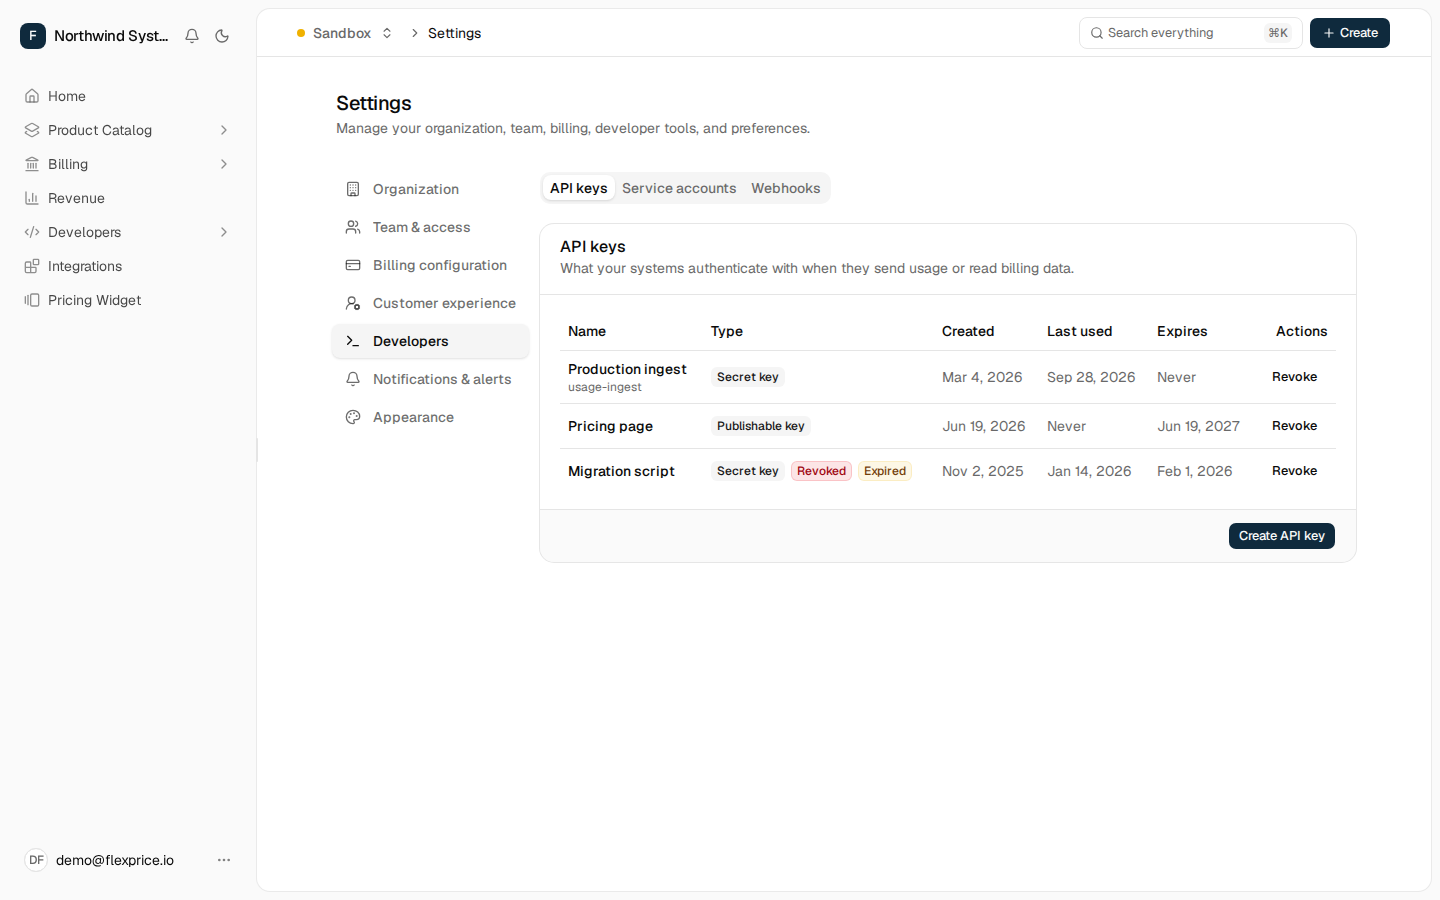 F Northwind Syst...
Home
Product Catalog
Billing
Revenue
Developers
Integrations
Pricing Widget
DF demo@flexprice.io
Sandbox Settings
Search everything ⌘K
Create
Settings
Manage your organization, team, billing, developer tools, and preferences.
Organization
Team & access
Billing configuration
Customer experience
Developers
Notifications & alerts
Appearance
API keys Service accounts Webhooks
API keys
What your systems authenticate with when they send usage or read billing data.
Name Type Created Last used Expires Actions
Production ingest Secret key Mar 4, 2026 Sep 28, 2026 Never Revoke
usage-ingest
Pricing page Publishable key Jun 19, 2026 Never Jun 19, 2027 Revoke
Migration script Secret key Revoked Expired Nov 2, 2025 Jan 14, 2026 Feb 1, 2026 Revoke
Create API key